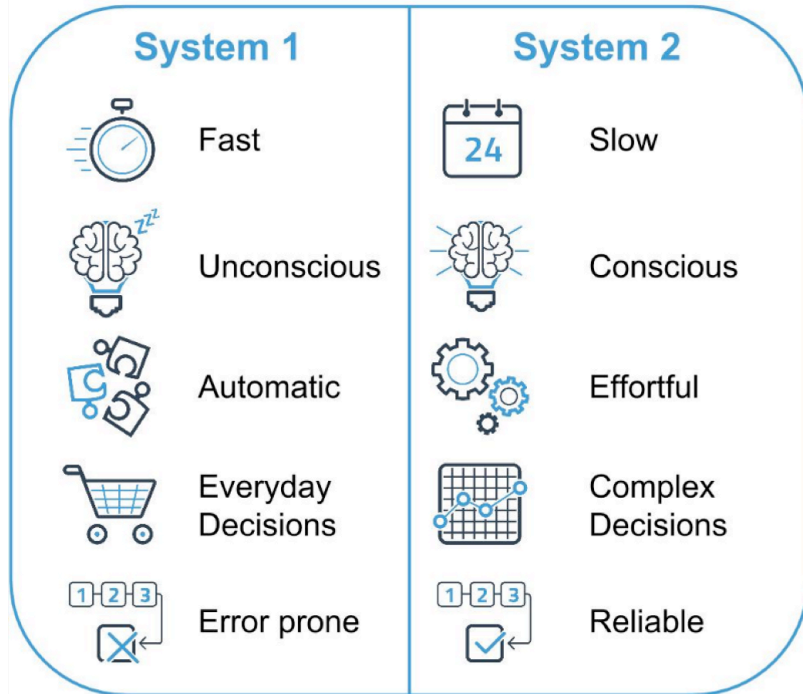 System 1
Fast
zzz
Unconscious
Automatic
Everyday
Decisions
1 2 3
Error prone
System 2
24
Slow
Conscious
Effortful
Complex
Decisions
1 2 3
Reliable